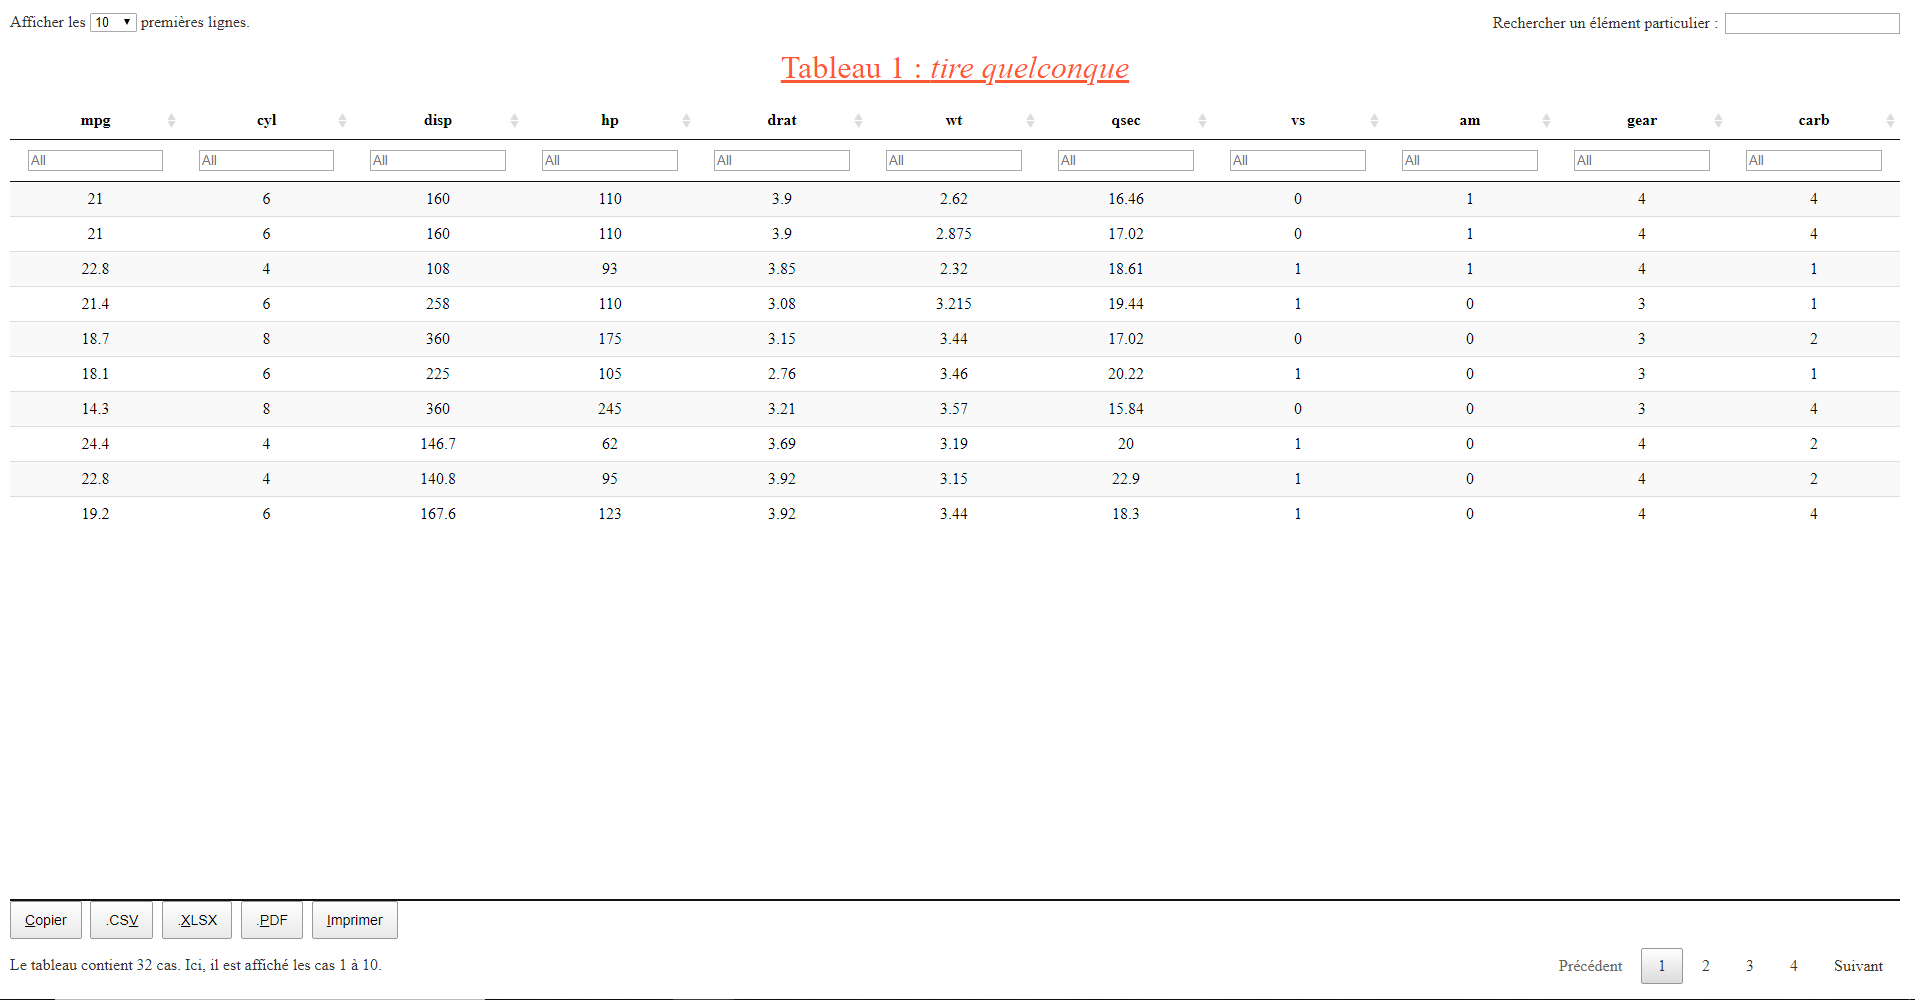 Afficher les 10 premières lignes. Rechercher un élément particulier :
Tableau 1 : tire quelconque
mpg cyl disp hp drat wt qsec vs am gear carb
All All All All All All All All All All All
21 6 160 110 3.9 2.62 16.46 0 1 4 4
21 6 160 110 3.9 2.875 17.02 0 1 4 4
22.8 4 108 93 3.85 2.32 18.61 1 1 4 1
21.4 6 258 110 3.08 3.215 19.44 1 0 3 1
18.7 8 360 175 3.15 3.44 17.02 0 0 3 2
18.1 6 225 105 2.76 3.46 20.22 1 0 3 1
14.3 8 360 245 3.21 3.57 15.84 0 0 3 4
24.4 4 146.7 62 3.69 3.19 20 1 0 4 2
22.8 4 140.8 95 3.92 3.15 22.9 1 0 4 2
19.2 6 167.6 123 3.92 3.44 18.3 1 0 4 4
Copier .CSV .XLSX .PDF Imprimer
Le tableau contient 32 cas. Ici, il est affiché les cas 1 à 10. Précédent 1 2 3 4 Suivant